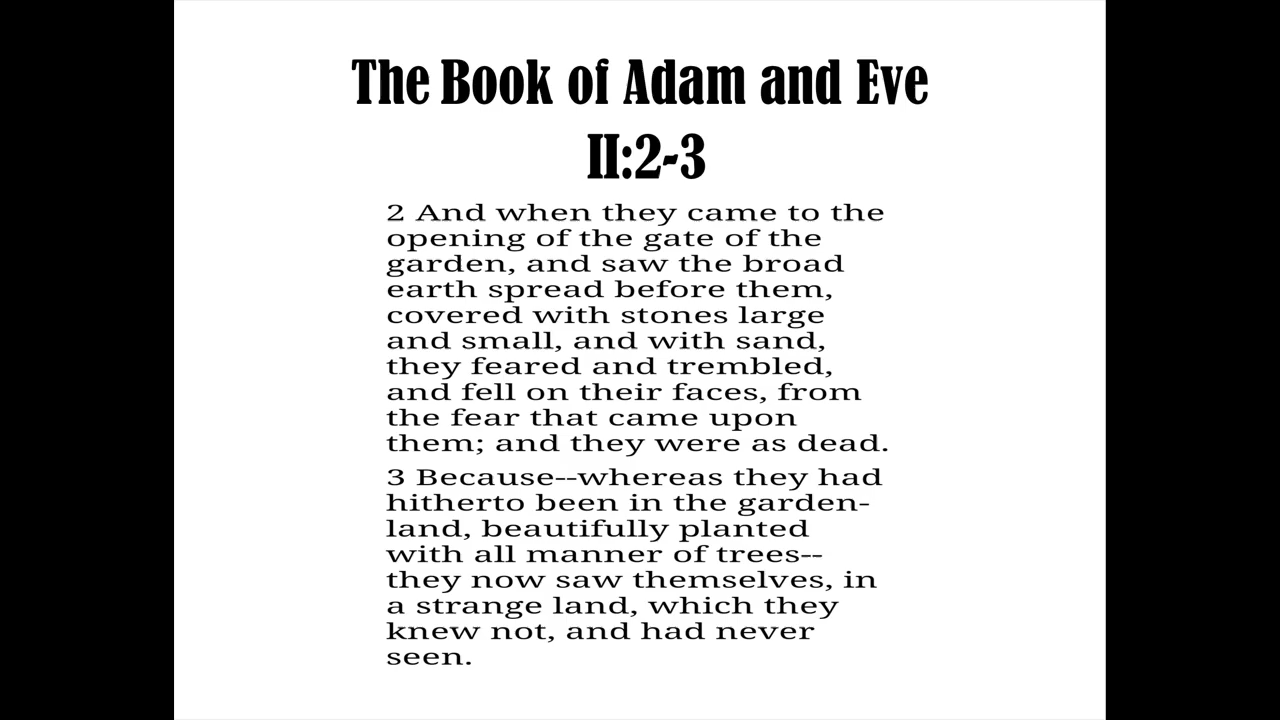 The Book of Adam and Eve
II:2-3
2 And when they came to the
opening of the gate of the
garden, and saw the broad
earth spread before them,
covered with stones large
and small, and with sand,
they feared and trembled,
and fell on their faces, from
the fear that came upon
them; and they were as dead.
3 Because--whereas they had
hitherto been in the garden-
land, beautifully planted
with all manner of trees--
they now saw themselves, in
a strange land, which they
knew not, and had never
seen.